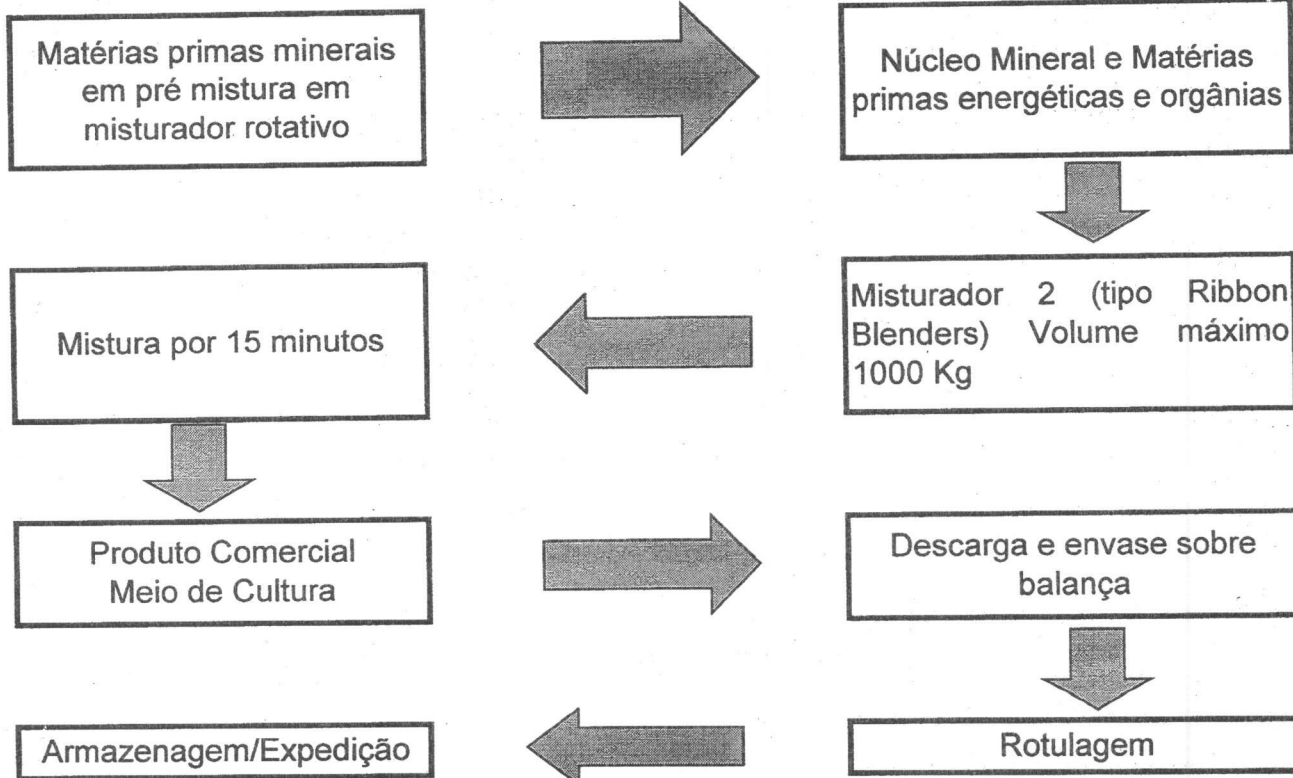 Matérias primas minerais
em pré mistura em
misturador rotativo
Núcleo Mineral e Matérias
primas energéticas e orgânias
Misturador 2 (tipo Ribbon
Blenders) Volume máximo
1000 Kg
Mistura por 15 minutos
Produto Comercial
Meio de Cultura
Descarga e envase sobre
balança
Rotulagem
Armazenagem/Expedição